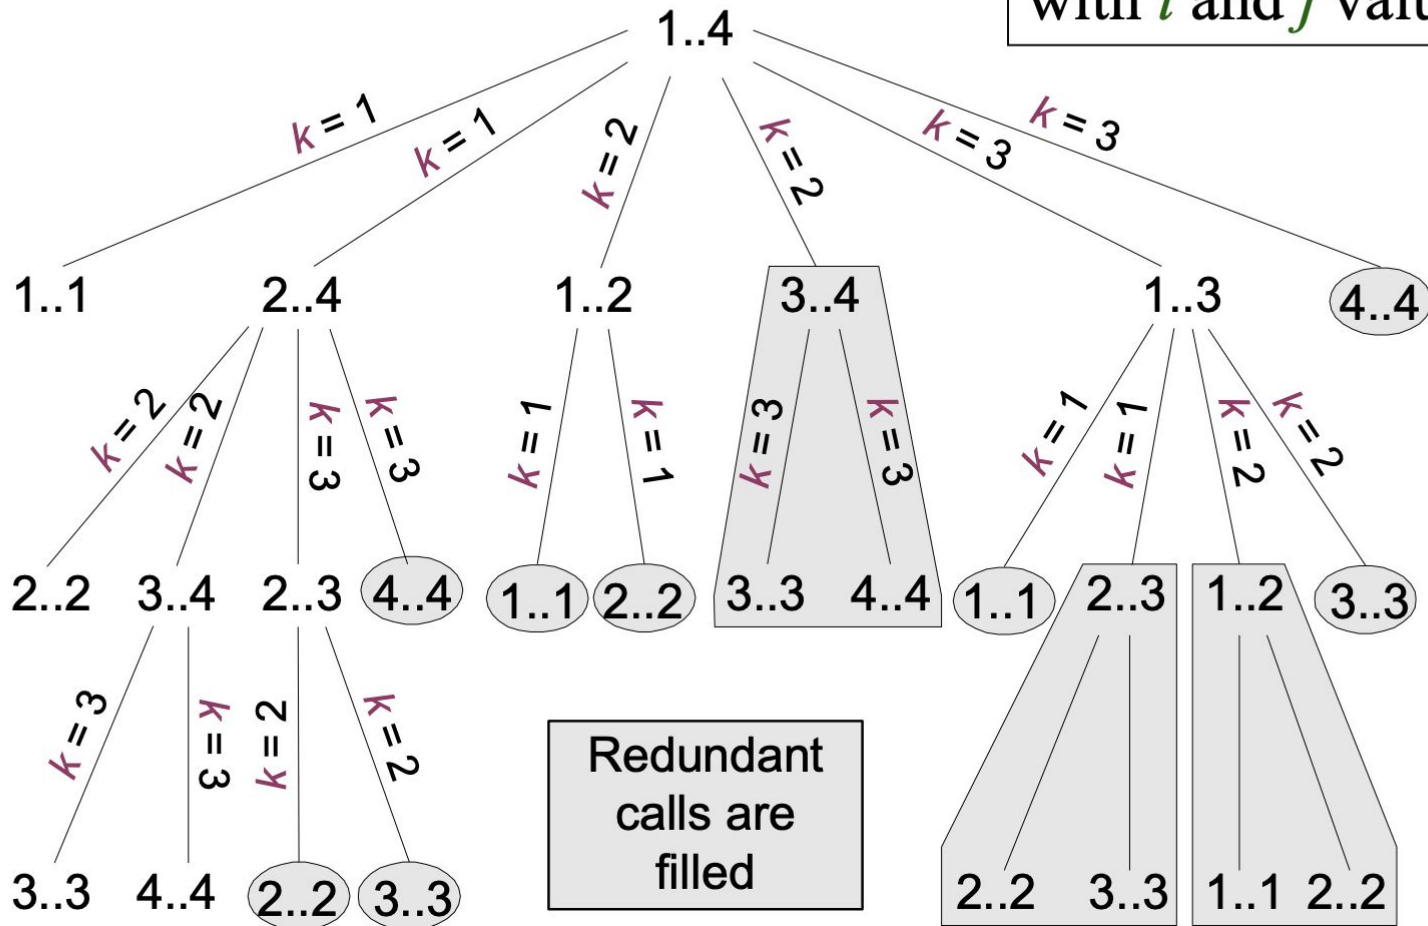 with i and j
1..4
k = 1
k = 1
k = 2
k = 2
k = 3
k = 3
1..1 2..4 1..2 3..4 1..3 4..4
k = 2
k = 2
k = 3
k = 3
k = 1
k = 1
k = 3
k = 3
k = 1
k = 1
k = 2
k = 2
2..2 3..4 2..3 4..4 1..1 2..2 3..3 4..4 1..1 2..3 1..2 3..3
k = 3
k = 3
k = 2
k = 2
Redundant
calls are
filled
3..3 4..4 2..2 3..3 2..2 3..3 1..1 2..2